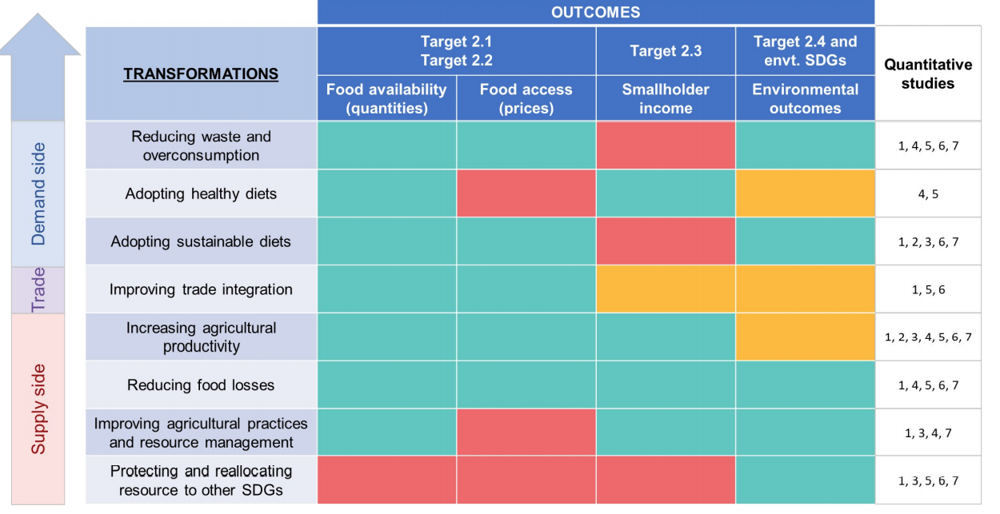 OUTCOMES
TRANSFORMATIONS
Target 2.1
Target 2.2
Target 2.3
Target 2.4 and
envt. SDGs
Quantitative
studies
Food availability
(quantities)
Food access
(prices)
Smallholder
income
Environmental
outcomes
Demand side
Reducing waste and
overconsumption
1, 4, 5, 6, 7
Adopting healthy diets
4, 5
Adopting sustainable diets
1, 2, 3, 6, 7
Trade
Improving trade integration
1, 5, 6
Supply side
Increasing agricultural
productivity
1, 2, 3, 4, 5, 6, 7
Reducing food losses
1, 4, 5, 6, 7
Improving agricultural practices
and resource management
1, 3, 4, 7
Protecting and reallocating
resource to other SDGs
1, 3, 5, 6, 7